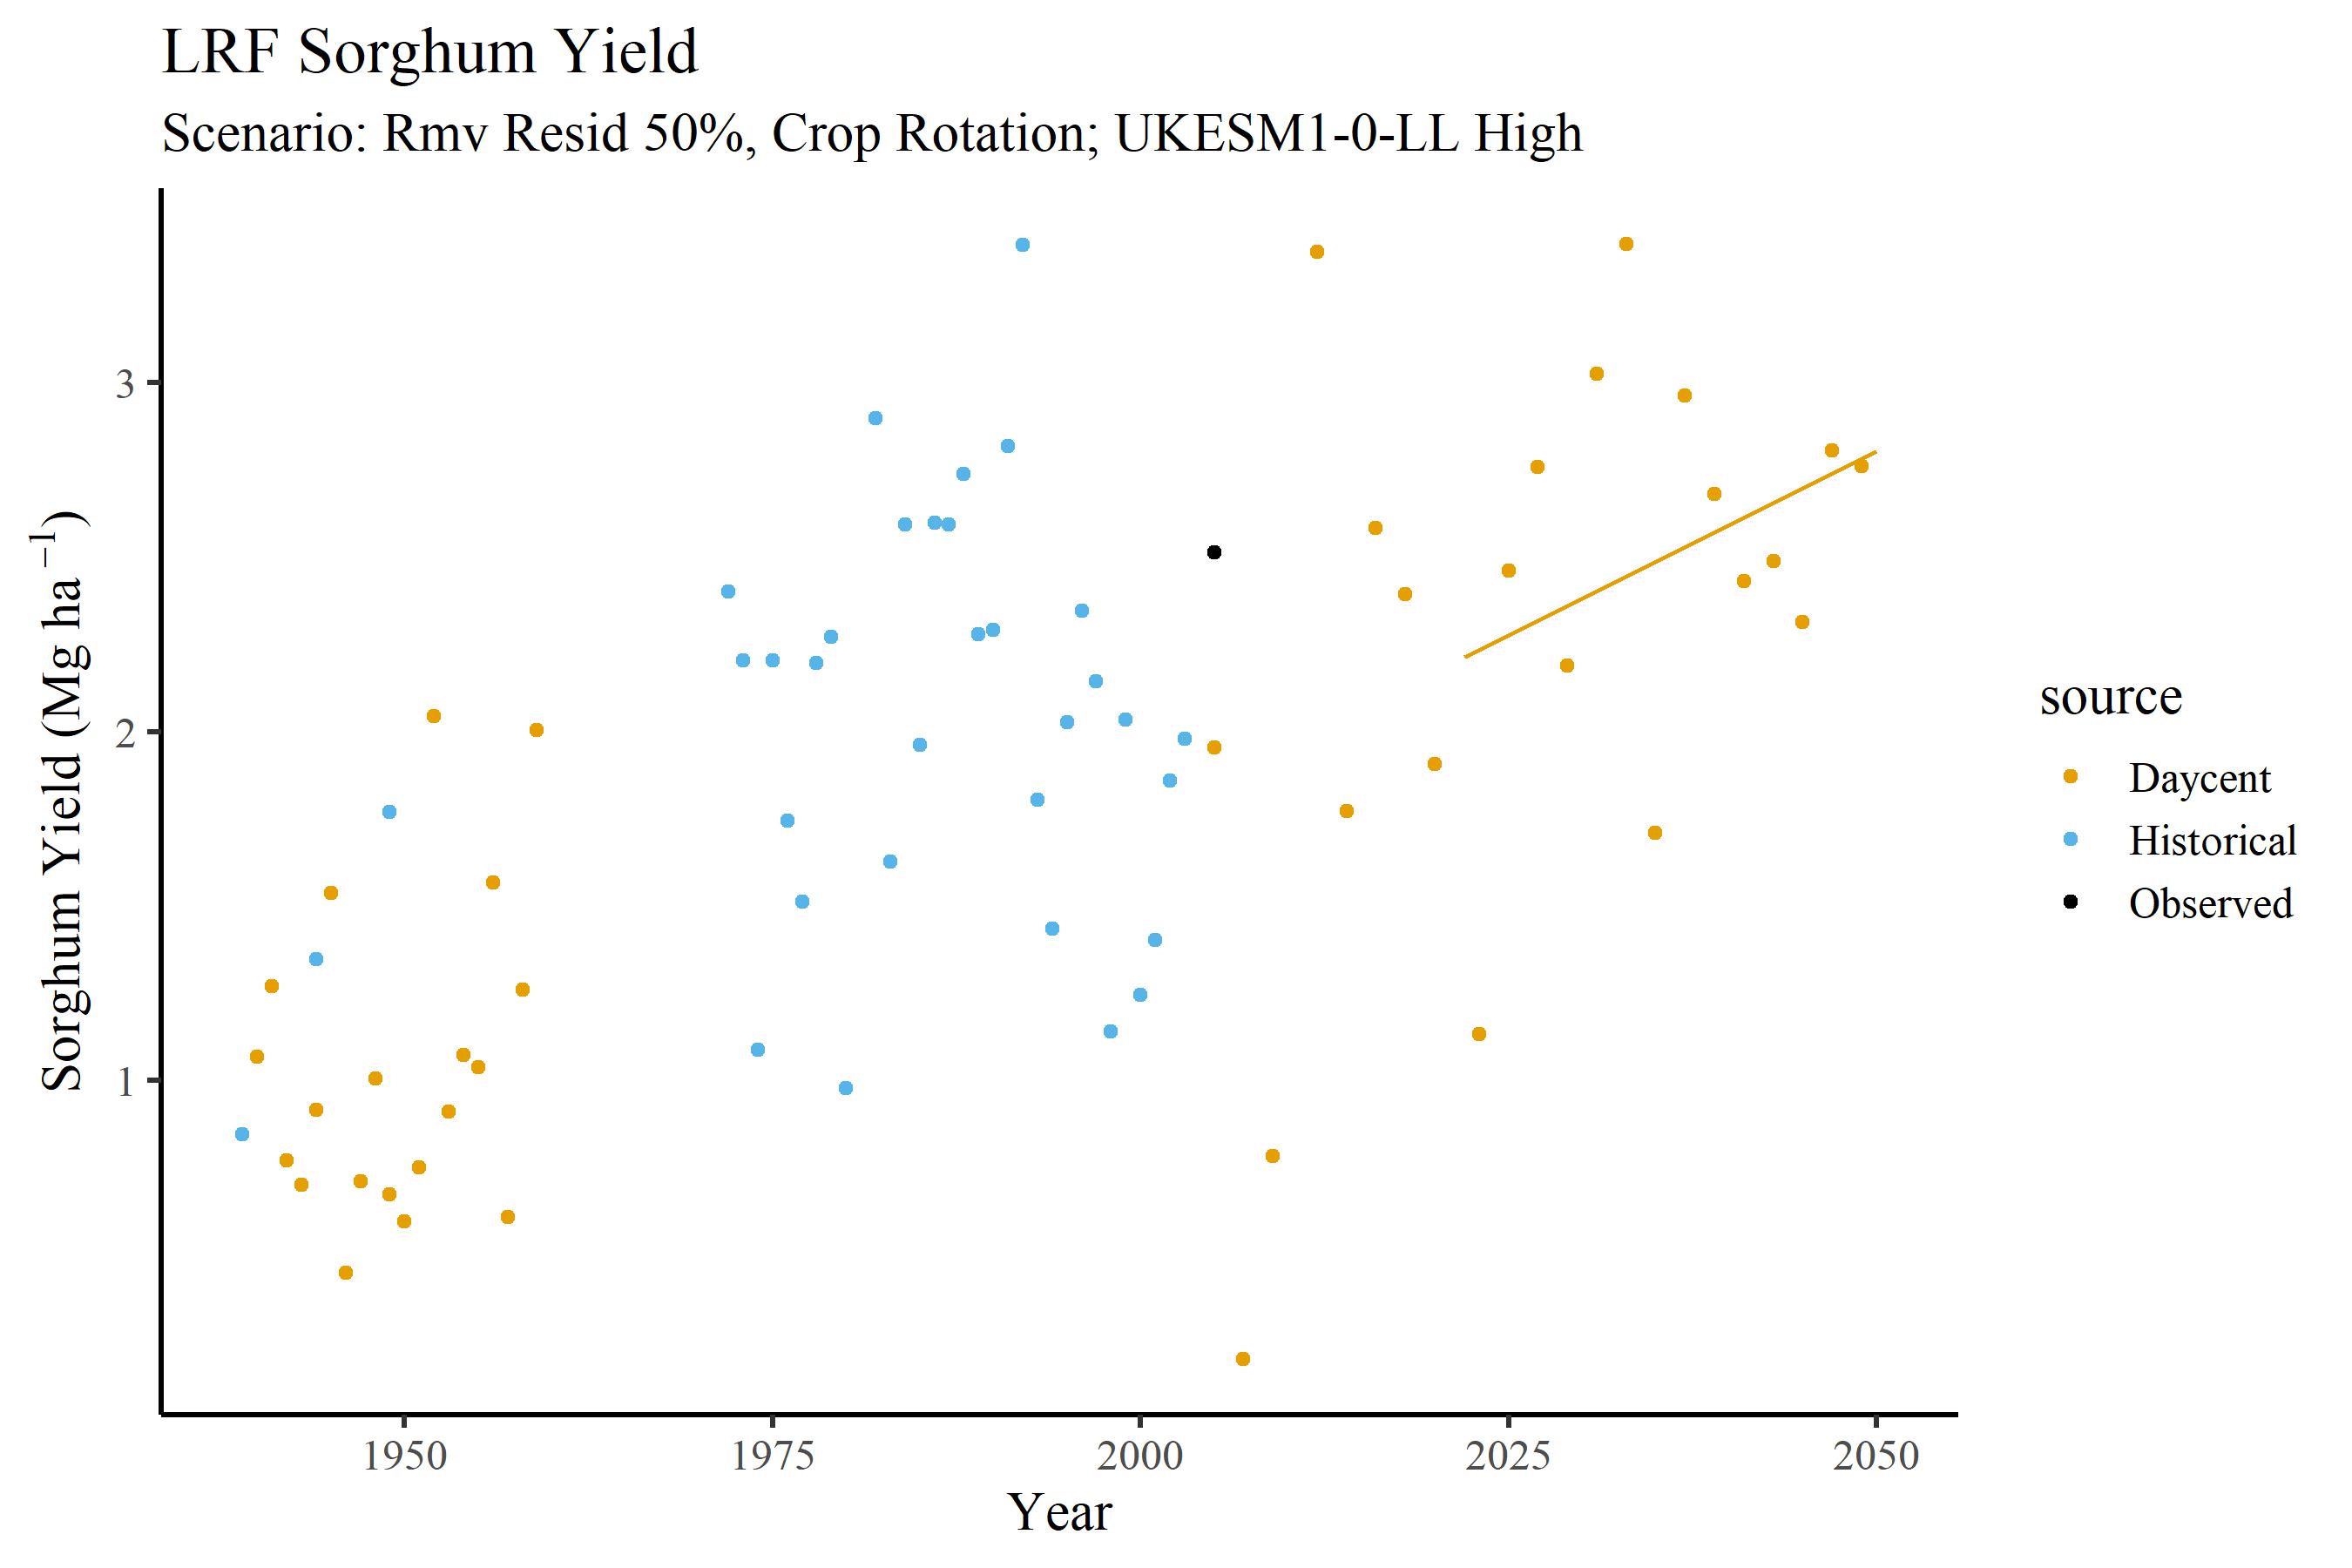 LRF Sorghum Yield
Scenario: Rmv Resid 50%, Crop Rotation; UKESM1-0-LL High
Sorghum Yield (Mg ha⁻¹)
3
2
1
1950 1975 2000 2025 2050
Year
source
Daycent
Historical
Observed